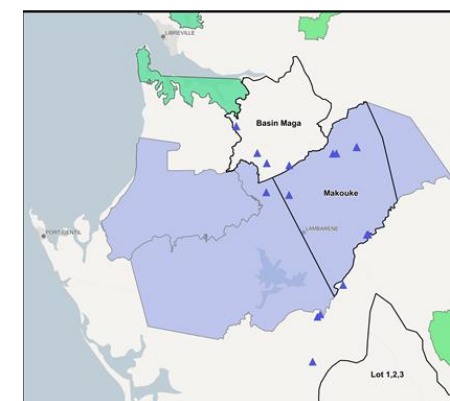 LIBREVILLE
Basin Maga
Makouke
LAMBARENE
PORT-GENTIL
Lot 1,2,3